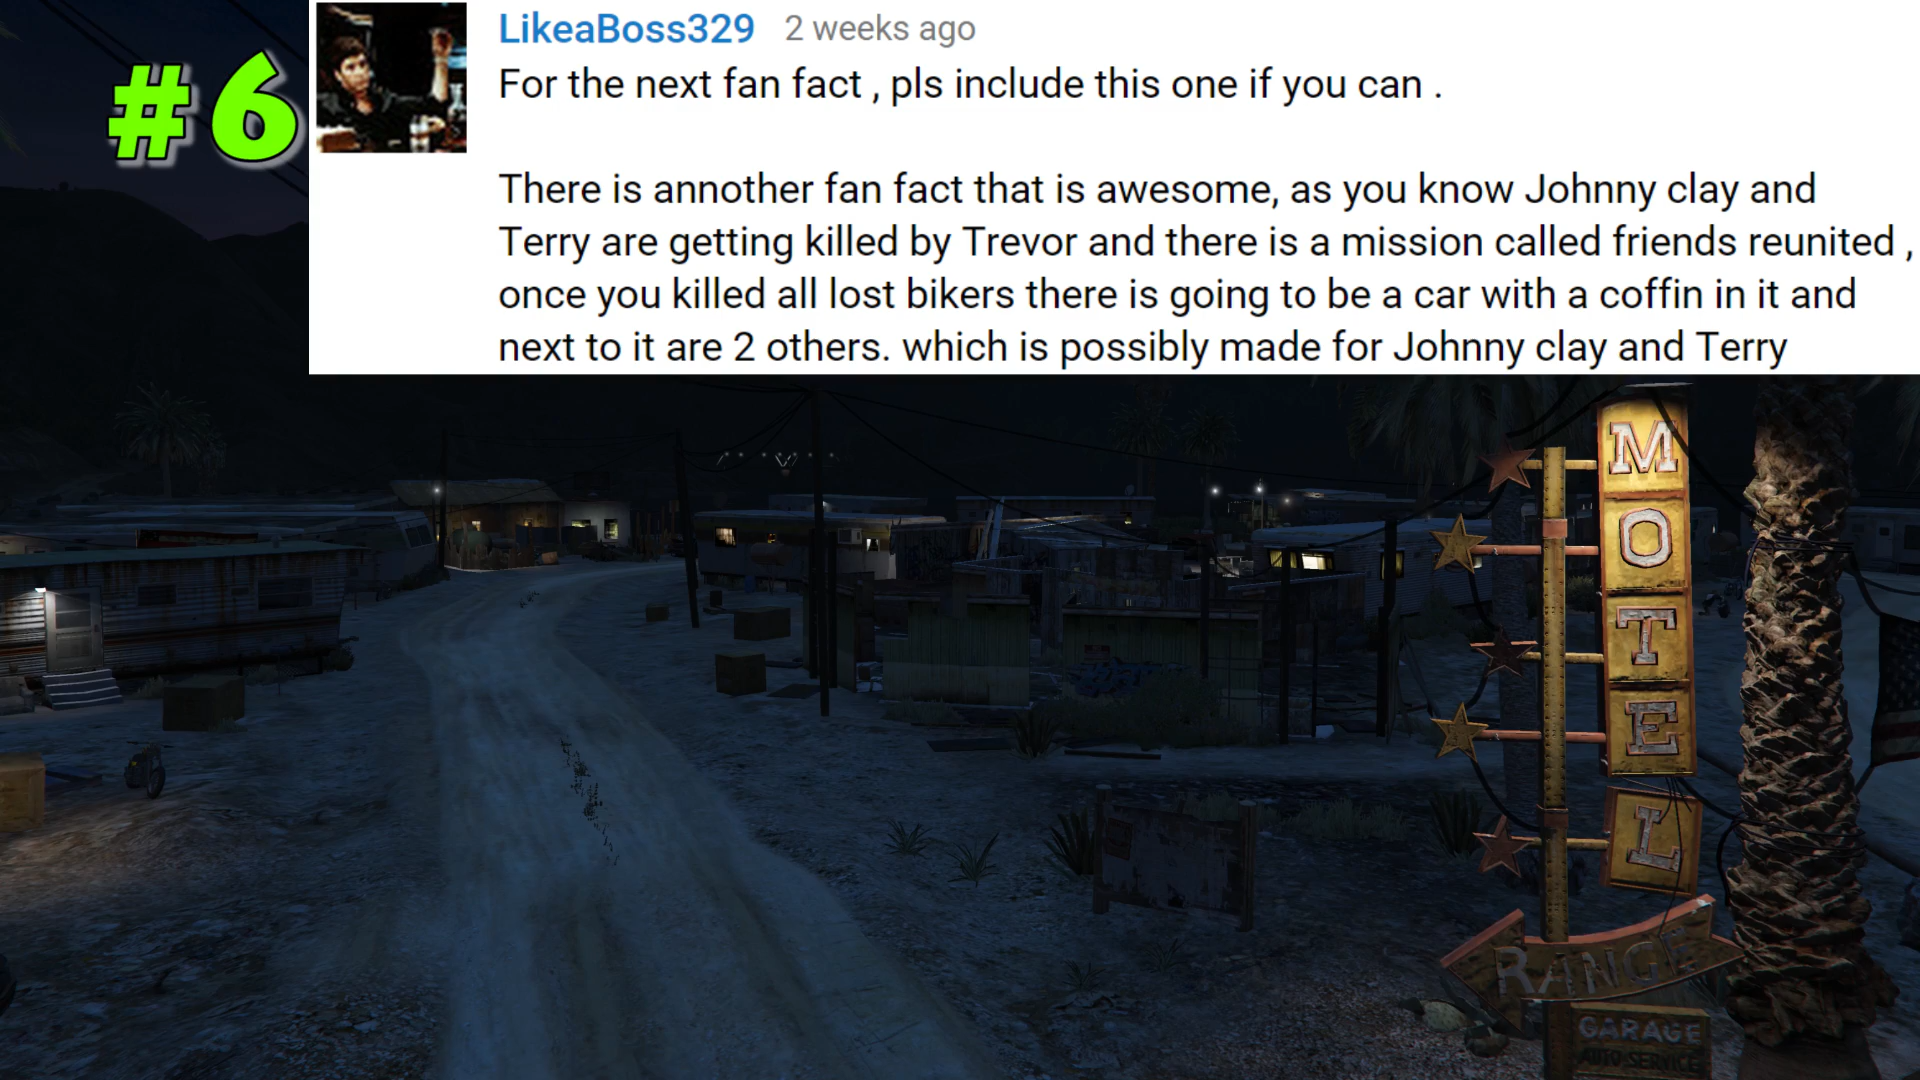 #6
LikeaBoss329 2 weeks ago
For the next fan fact , pls include this one if you can .
There is annother fan fact that is awesome, as you know Johnny clay and
Terry are getting killed by Trevor and there is a mission called friends reunited ,
once you killed all lost bikers there is going to be a car with a coffin in it and
next to it are 2 others. which is possibly made for Johnny clay and Terry
MOTEL
RANGE
GARAGE
AUTO SERVICE